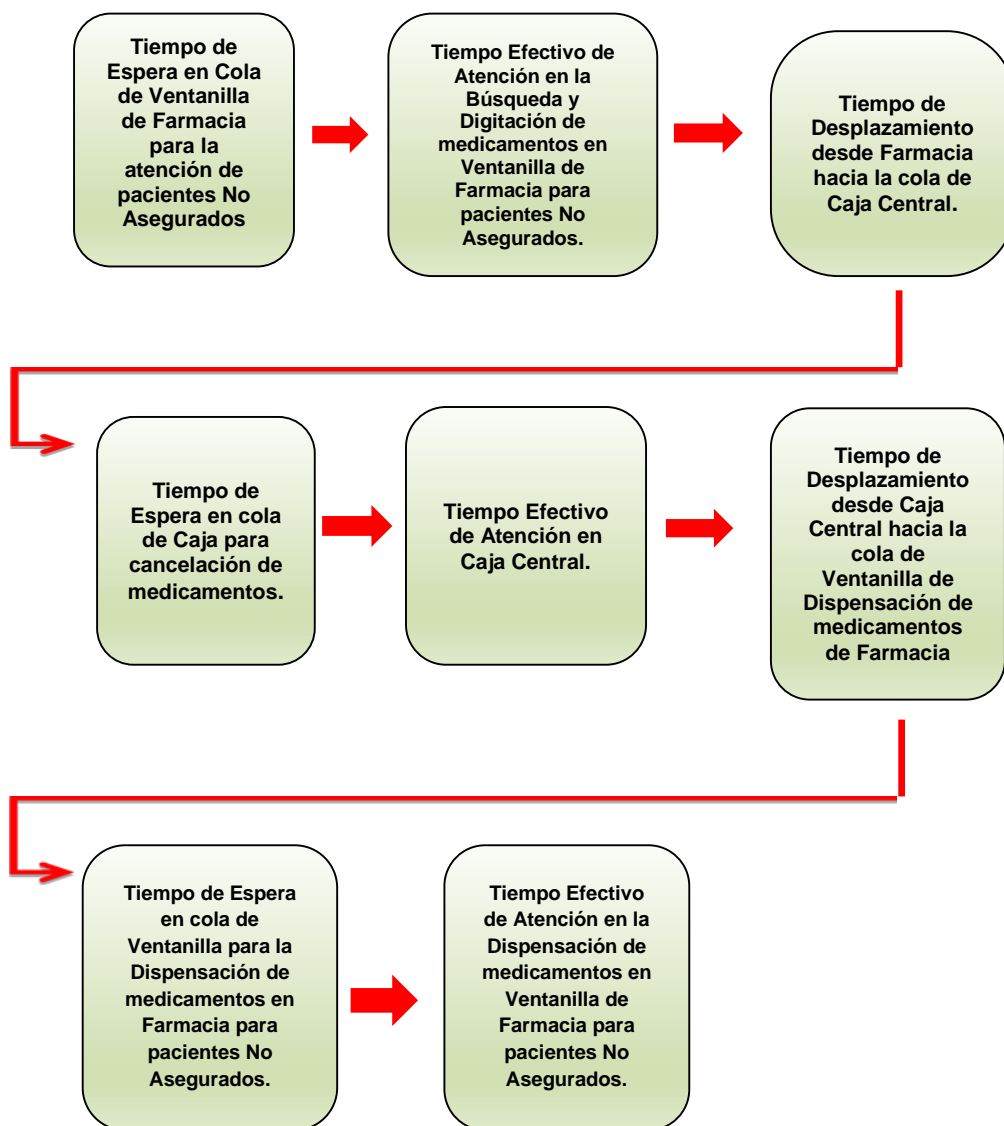 Tiempo de
Espera en Cola
de Ventanilla
de Farmacia
para la
atención de
pacientes No
Asegurados
Tiempo Efectivo de
Atención en la
Búsqueda y
Digitación de
medicamentos en
Ventanilla de
Farmacia para
pacientes No
Asegurados.
Tiempo de
Desplazamiento
desde Farmacia
hacia la cola de
Caja Central.
Tiempo de
Espera en cola
de Caja para
cancelación de
medicamentos.
Tiempo Efectivo
de Atención en
Caja Central.
Tiempo de
Desplazamiento
desde Caja
Central hacia la
cola de
Ventanilla de
Dispensación de
medicamentos
de Farmacia
Tiempo de Espera
en cola de
Ventanilla para la
Dispensación de
medicamentos en
Farmacia para
pacientes No
Asegurados.
Tiempo Efectivo
de Atención en la
Dispensación de
medicamentos en
Ventanilla de
Farmacia para
pacientes No
Asegurados.